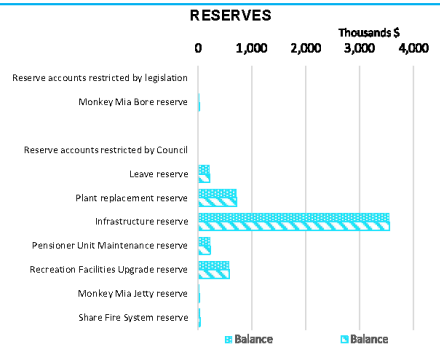 RESERVES
Thousands $
0 1,000 2,000 3,000 4,000
Reserve accounts restricted by legislation
Monkey Mia Bore reserve
Reserve accounts restricted by Council
Leave reserve
Plant replacement reserve
Infrastructure reserve
Pensioner Unit Maintenance reserve
Recreation Facilities Upgrade reserve
Monkey Mia Jetty reserve
Share Fire System reserve
Balance Balance